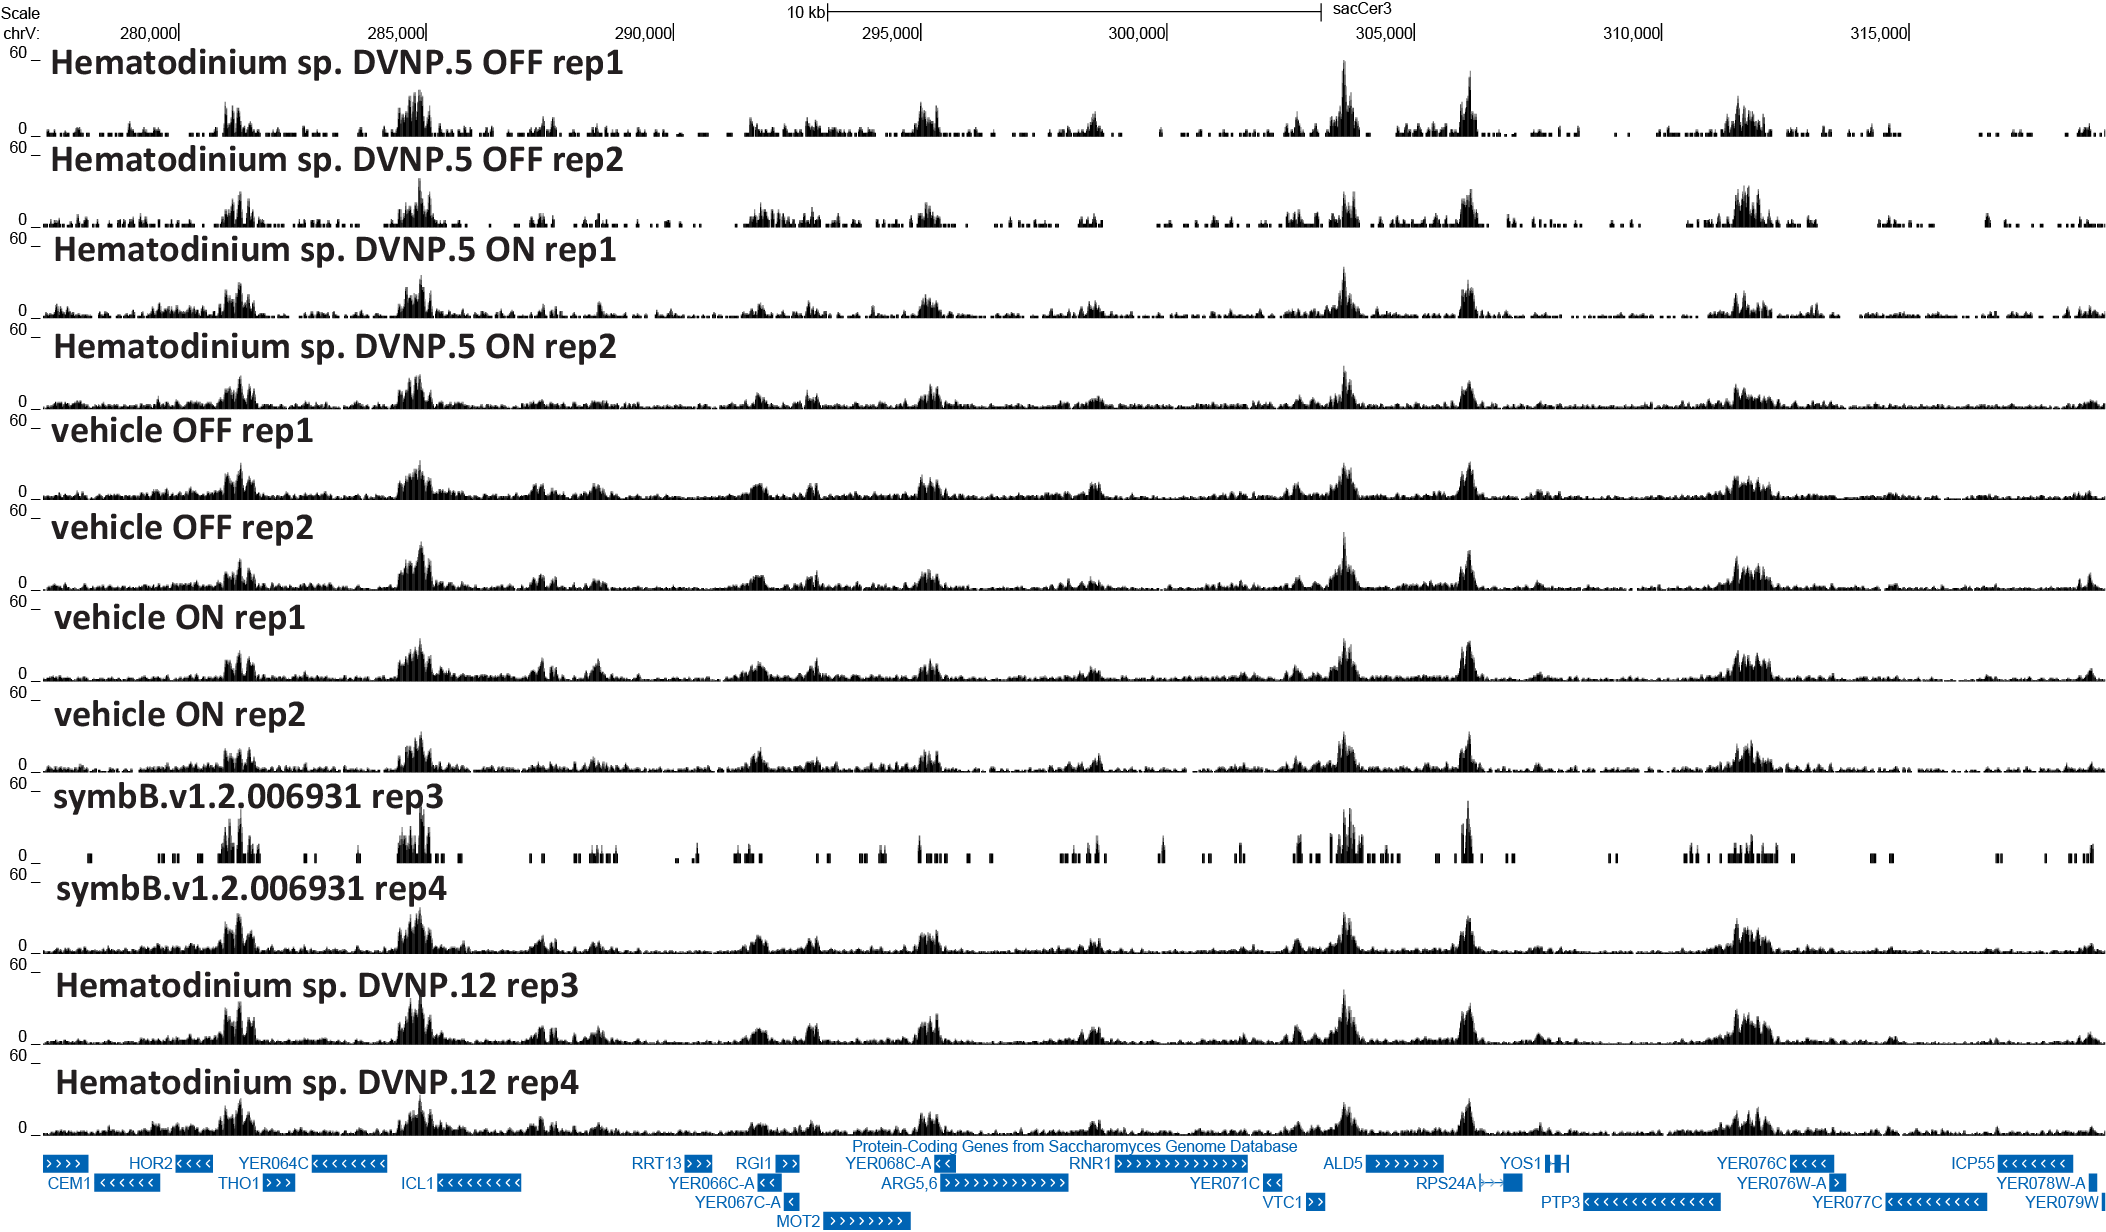 Scale 10 kb sacCer3
chrV: 280,000 285,000 290,000 295,000 300,000 305,000 310,000 315,000
60 Hematodinium sp. DVNP.5 OFF rep1
0
60 Hematodinium sp. DVNP.5 OFF rep2
0
60 Hematodinium sp. DVNP.5 ON rep1
0
60 Hematodinium sp. DVNP.5 ON rep2
0
60 vehicle OFF rep1
0
60 vehicle OFF rep2
0
60 vehicle ON rep1
0
60 vehicle ON rep2
0
60 symbB.v1.2.006931 rep3
0
60 symbB.v1.2.006931 rep4
0
60 Hematodinium sp. DVNP.12 rep3
0
60 Hematodinium sp. DVNP.12 rep4
0
Protein-Coding Genes from Saccharomyces Genome Database
HOR2 YER064C RRT13 RGI1 YER068C-A RNR1 ALD5 YOS1 YER076C ICP55
CEM1 THO1 ICL1 YER066C-A ARG5,6 YER071C RPS24A YER076W-A YER078W-A
YER067C-A VTC1 PTP3 YER077C YER079W
MOT2